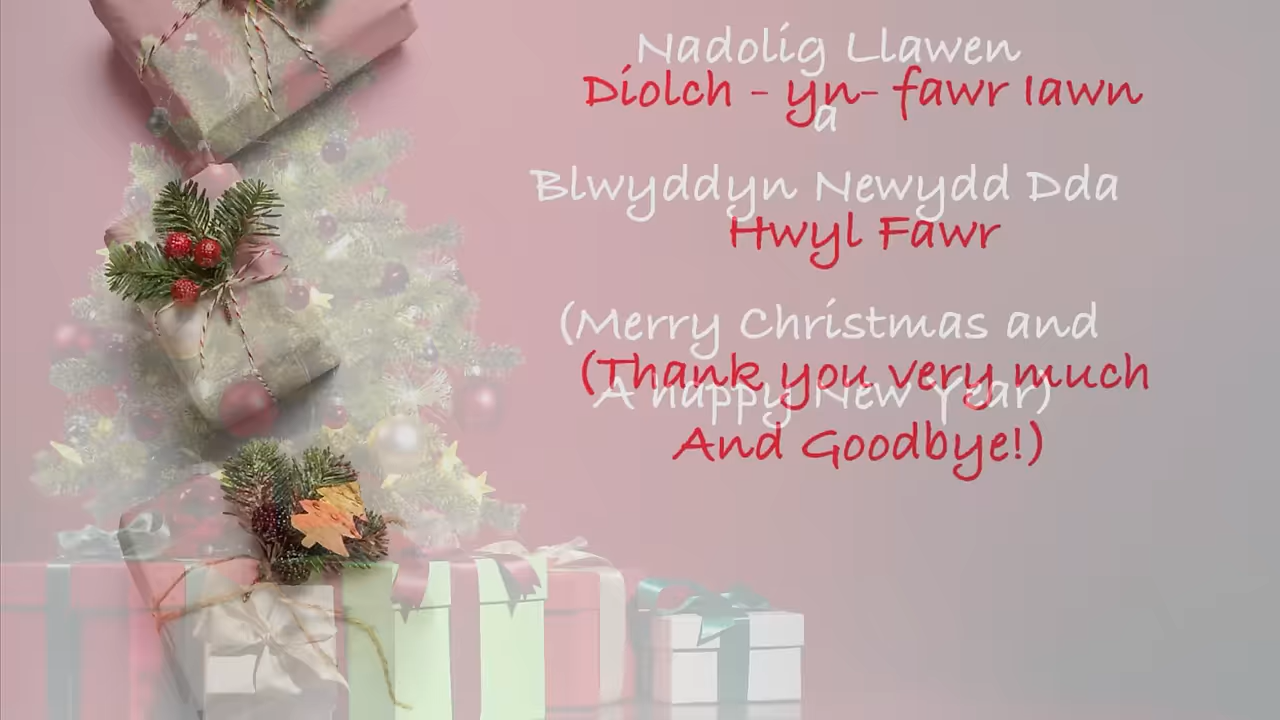 Nadolig Llawen
Diolch - yn- fawr Iawn
a
Blwyddyn Newydd Dda
Hwyl Fawr
(Merry Christmas and
(Thank you very much
A happy New Year)
And Goodbye!)